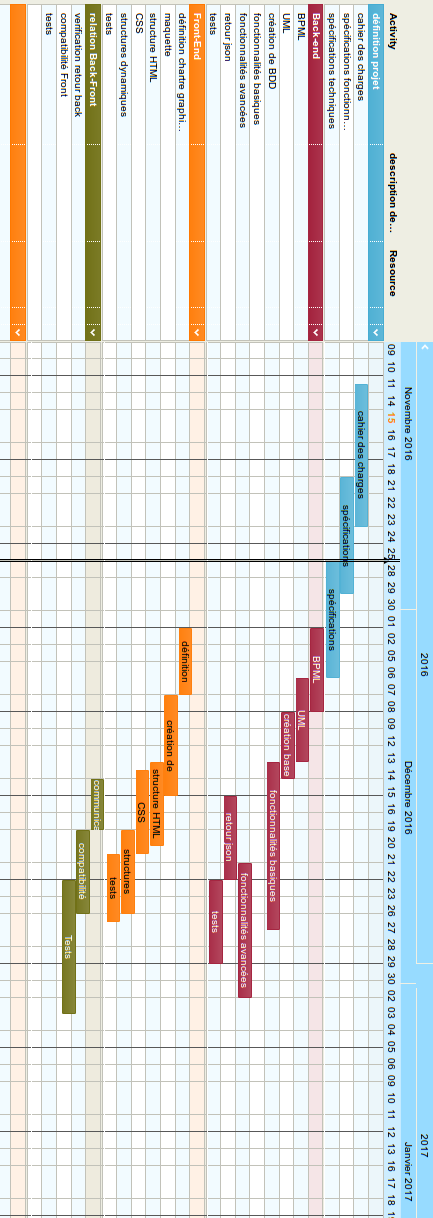 Activity description de... Resource
2016 2017
Novembre 2016 Décembre 2016 Janvier 2017
09 10 11 14 15 16 17 18 21 22 23 24 25 28 29 30 01 02 05 06 07 08 09 12 13 14 15 16 19 20 21 22 23 26 27 28 29 30 02 03 04 05 06 09 10 11 12 13 16 17 18
définition projet
cahier des charges cahier des charges
spécifications fonctionn... spécifications
spécifications techniques spécifications
Back-end
BPML BPML
UML UML
création de BDD création base
fonctionnalités basiques fonctionnalités basiques
fonctionnalités avancées fonctionnalités avancées
retour json retour json
tests tests
Front-End
définition chartre graphi... définition
maquette création de
structure HTML structure HTML
CSS CSS
structures dynamiques structures
tests tests
relation Back-Front communica
vérification retour back compatibilité
compatibilité Front Tests
tests